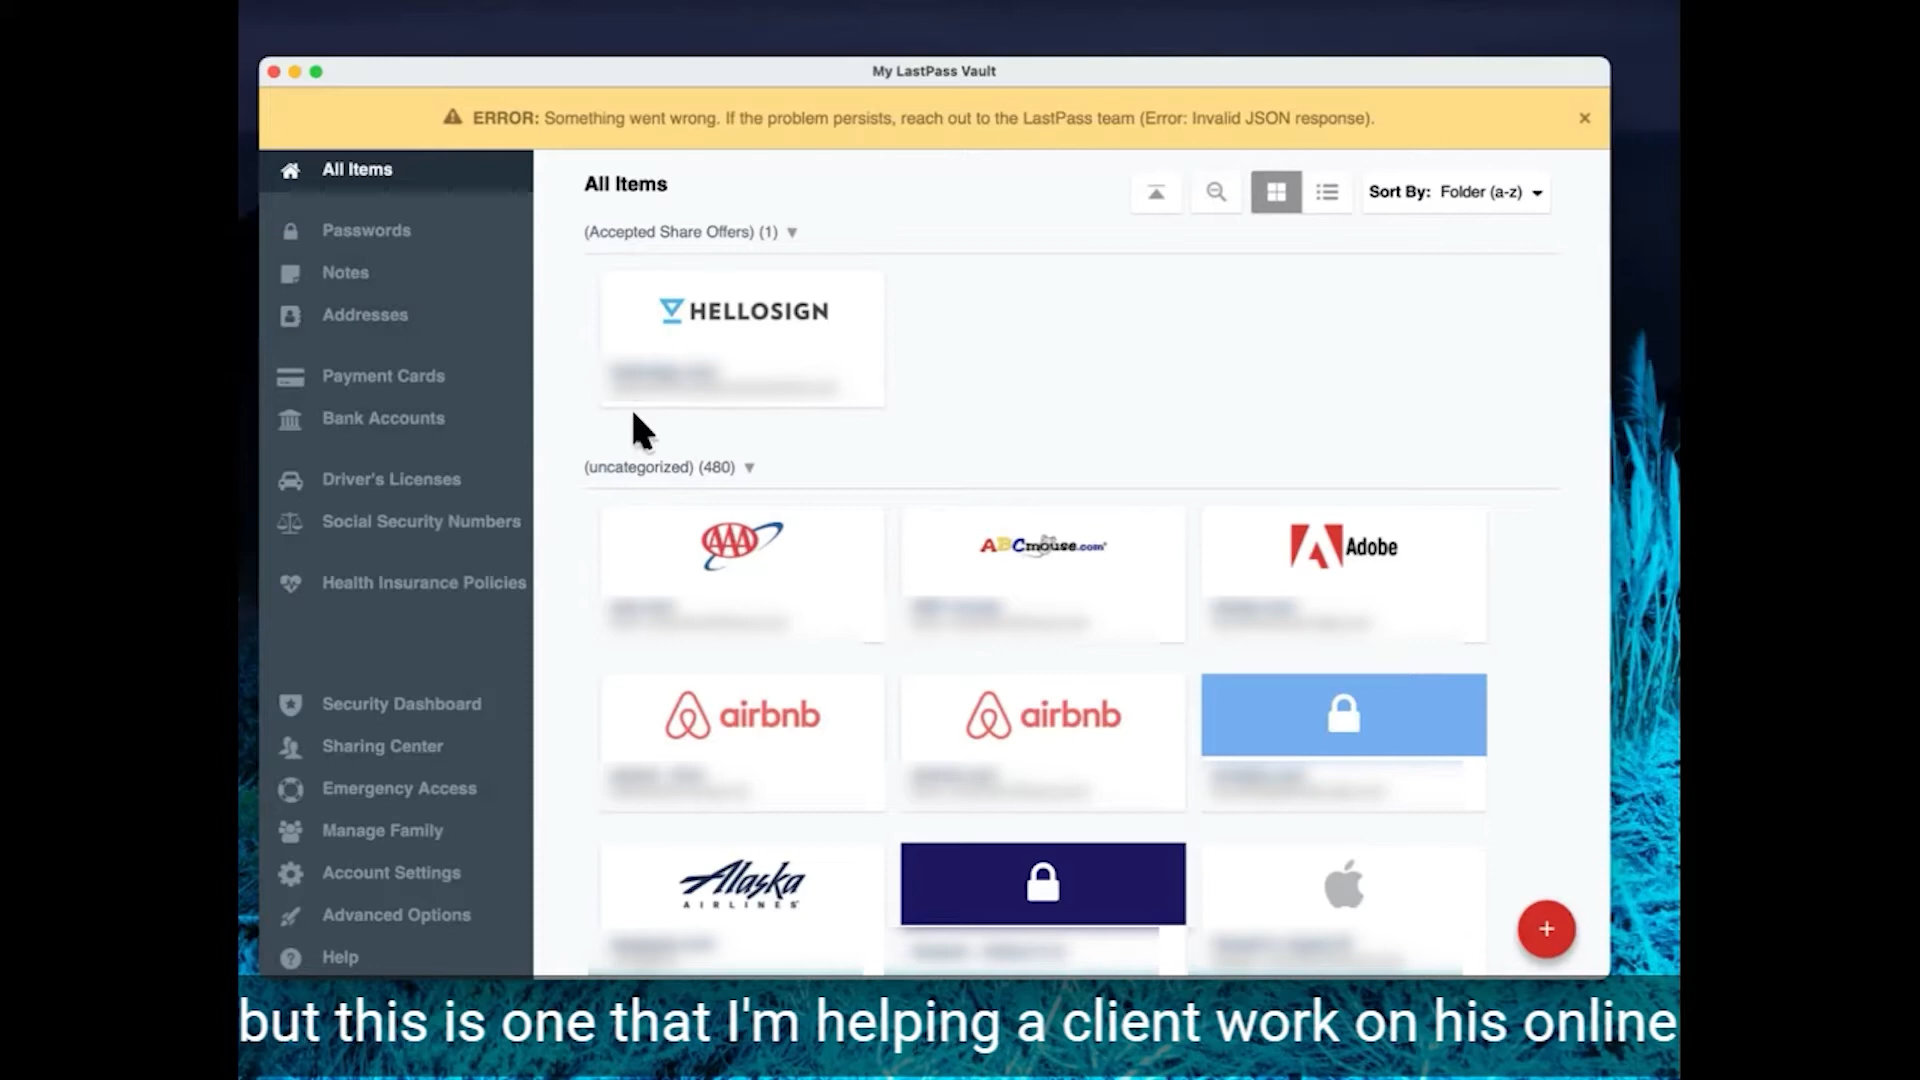 My LastPass Vault
ERROR: Something went wrong. If the problem persists, reach out to the LastPass team (Error: Invalid JSON response).
All Items
Passwords
Notes
Addresses
Payment Cards
Bank Accounts
Driver's Licenses
Social Security Numbers
Health Insurance Policies
Security Dashboard
Sharing Center
Emergency Access
Manage Family
Account Settings
Advanced Options
Help
All Items
Sort By: Folder (a-z)
(Accepted Share Offers) (1)
HELLOSIGN
(uncategorized) (480)
AAA
ABCmouse.com
Adobe
airbnb
airbnb
Alaska
AIRLINES
but this is one that I'm helping a client work on his online